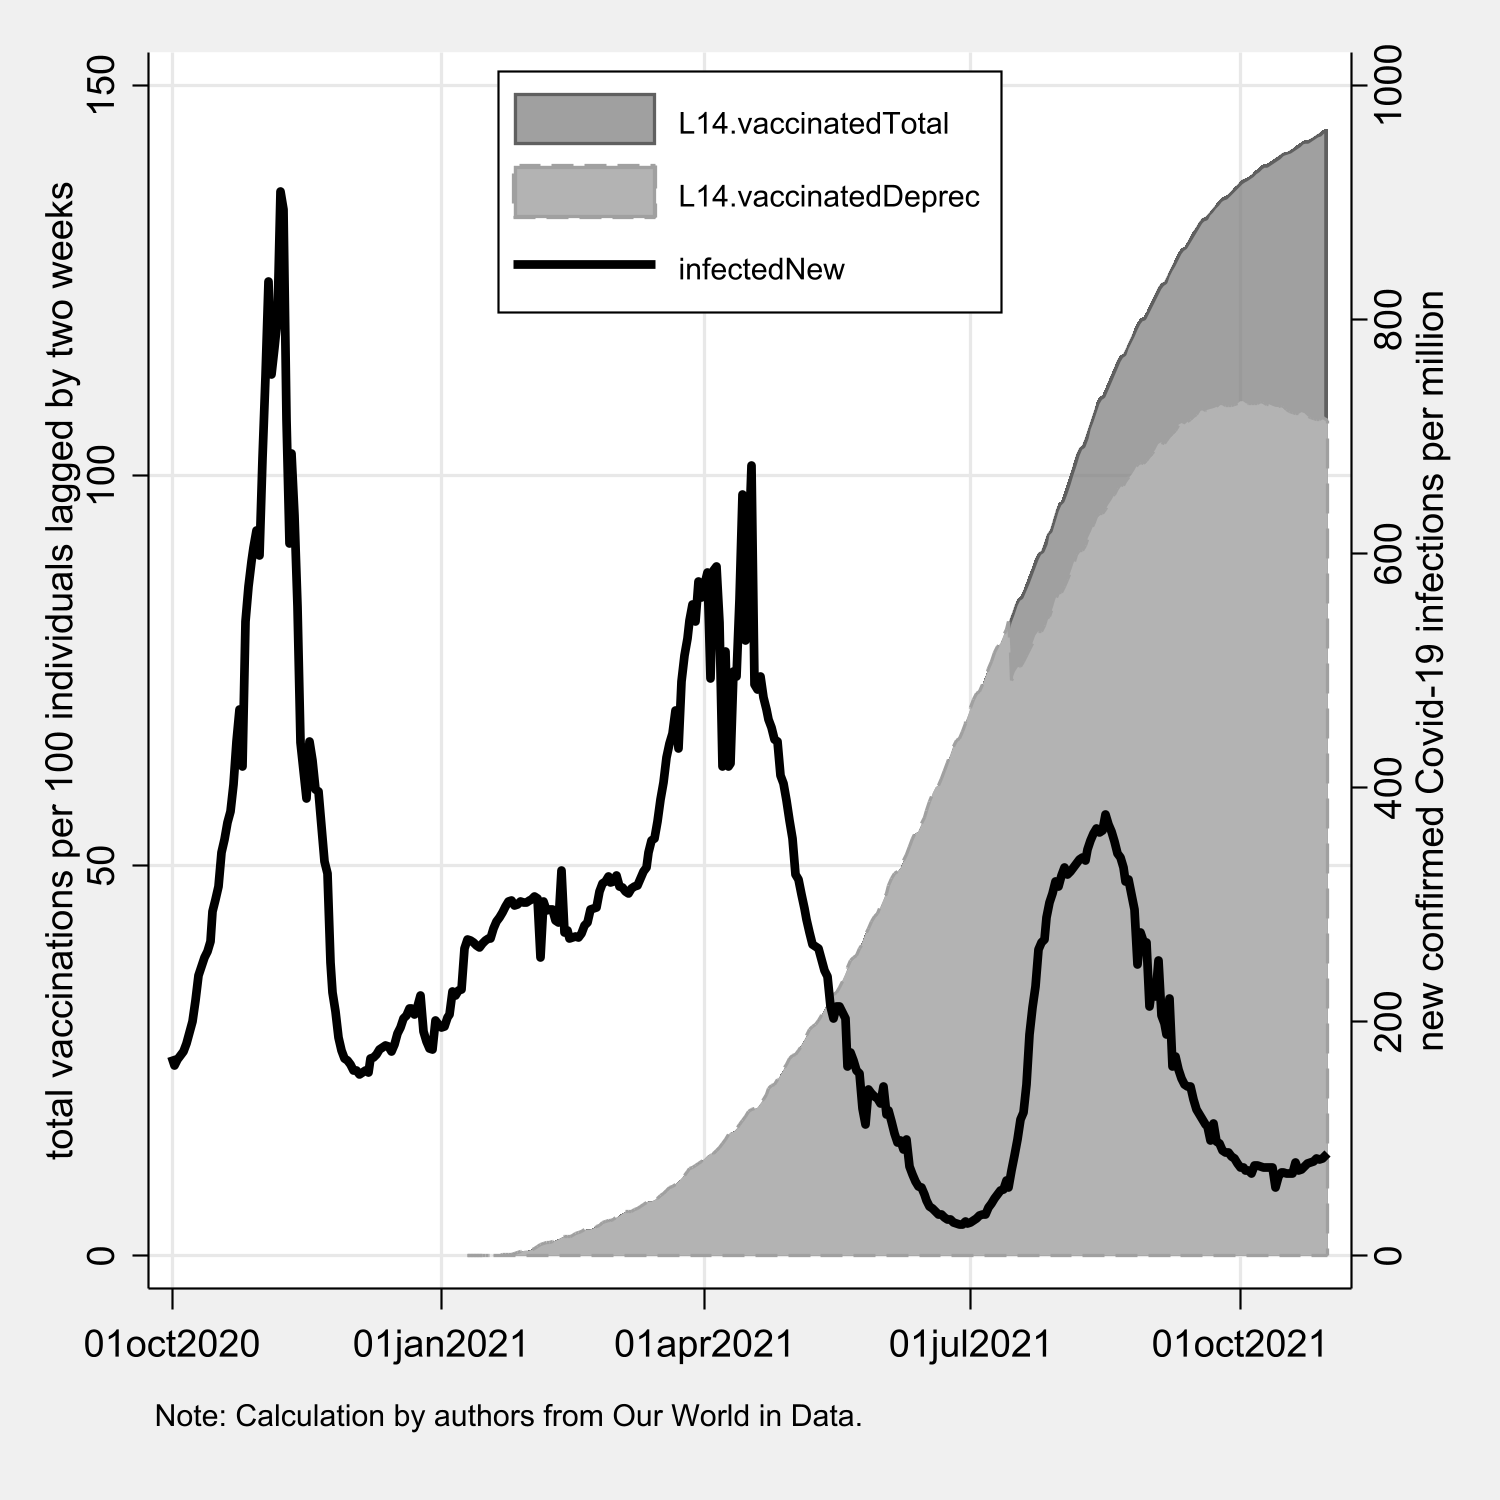 L14.vaccinatedTotal
L14.vaccinatedDeprec
infectedNew
total vaccinations per 100 individuals lagged by two weeks
150
100
50
0
new confirmed Covid-19 infections per million
1000
800
600
400
200
0
01oct2020
01jan2021
01apr2021
01jul2021
01oct2021
Note: Calculation by authors from Our World in Data.